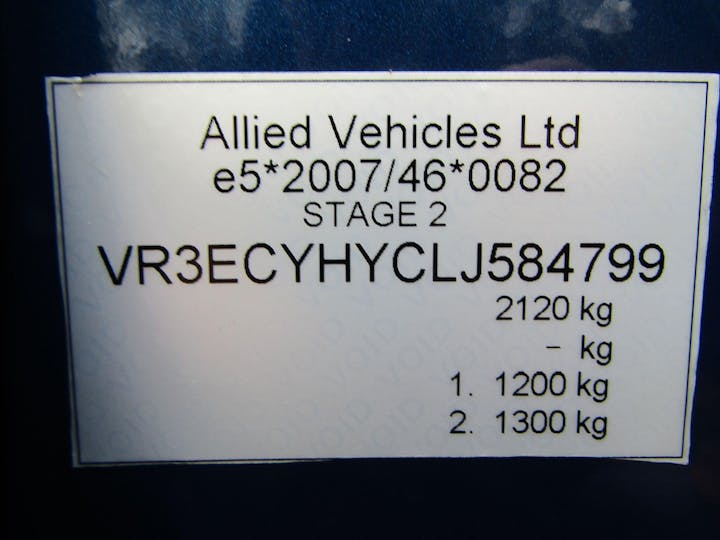 Allied Vehicles Ltd
e5*2007/46*0082
STAGE 2
VR3ECYHYCLJ584799
2120 kg
– kg
1. 1200 kg
2. 1300 kg